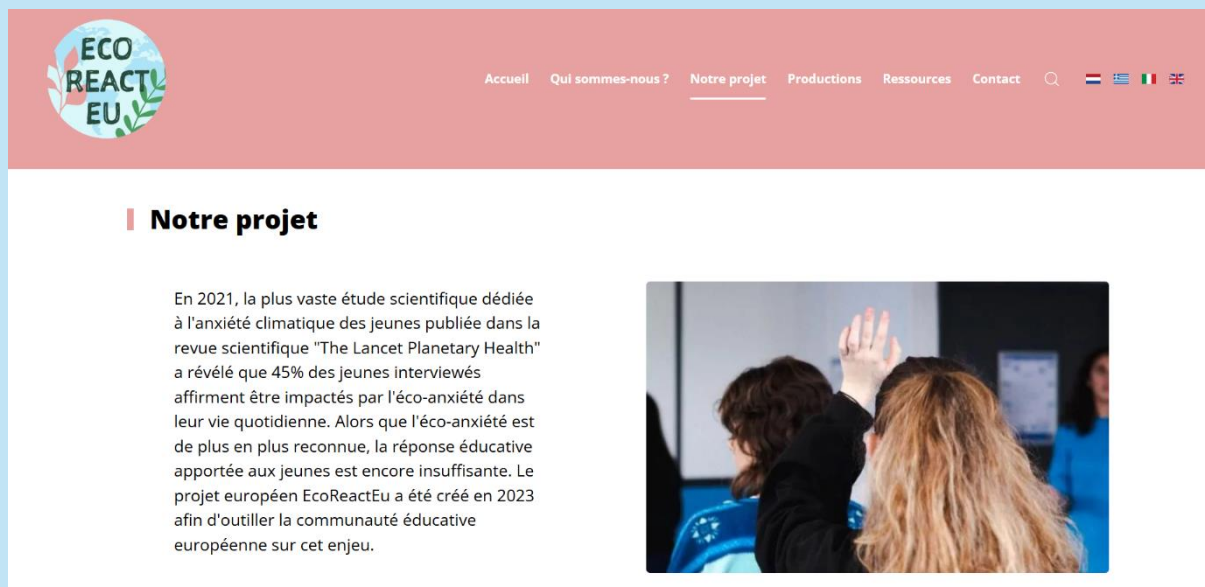 ECO
REACT
EU
Accueil Qui sommes-nous ? Notre projet Productions Ressources Contact
Notre projet
En 2021, la plus vaste étude scientifique dédiée
à l'anxiété climatique des jeunes publiée dans la
revue scientifique "The Lancet Planetary Health"
a révélé que 45% des jeunes interviewés
affirment être impactés par l'éco-anxiété dans
leur vie quotidienne. Alors que l'éco-anxiété est
de plus en plus reconnue, la réponse éducative
apportée aux jeunes est encore insuffisante. Le
projet européen EcoReactEu a été créé en 2023
afin d'outiller la communauté éducative
européenne sur cet enjeu.